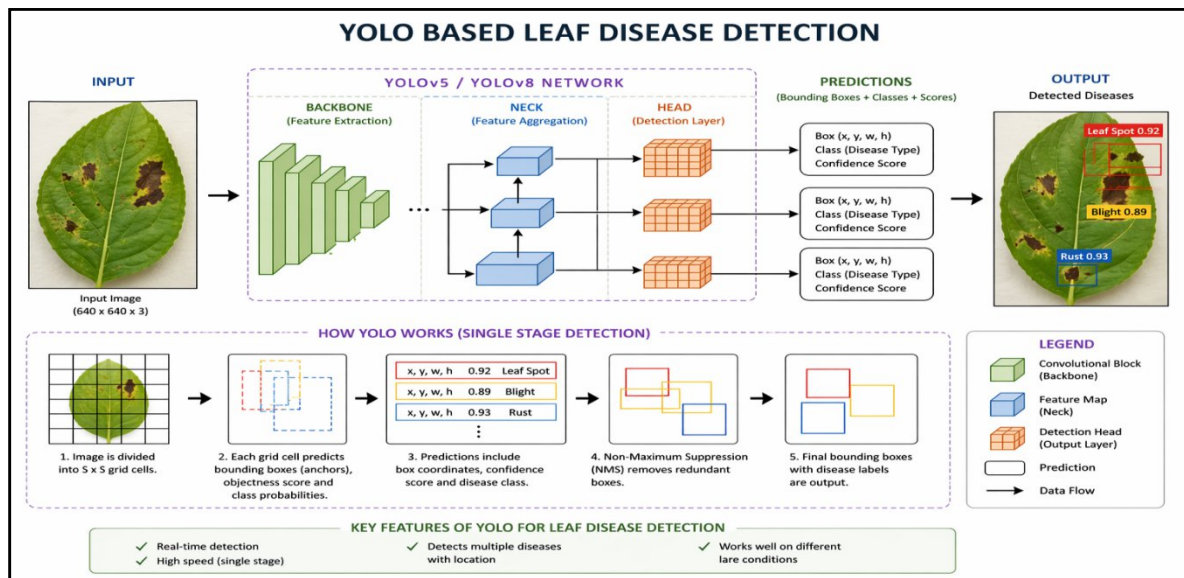 YOLO BASED LEAF DISEASE DETECTION
INPUT
Input Image
(640 x 640 x 3)
YOLOv5 / YOLOv8 NETWORK
BACKBONE
(Feature Extraction)
...
NECK
(Feature Aggregation)
HEAD
(Detection Layer)
PREDICTIONS
(Bounding Boxes + Classes + Scores)
Box (x, y, w, h)
Class (Disease Type)
Confidence Score
Box (x, y, w, h)
Class (Disease Type)
Confidence Score
Box (x, y, w, h)
Class (Disease Type)
Confidence Score
OUTPUT
Detected Diseases
Leaf Spot 0.92
Blight 0.89
Rust 0.93
HOW YOLO WORKS (SINGLE STAGE DETECTION)
1. Image is divided
into S x S grid cells.
2. Each grid cell predicts
bounding boxes (anchors),
objectness score and
class probabilities.
x, y, w, h 0.92 Leaf Spot
x, y, w, h 0.89 Blight
x, y, w, h 0.93 Rust
⋮
3. Predictions include
box coordinates, confidence
score and disease class.
4. Non-Maximum Suppression
(NMS) removes redundant
boxes.
5. Final bounding boxes
with disease labels
are output.
LEGEND
Convolutional Block
(Backbone)
Feature Map
(Neck)
Detection Head
(Output Layer)
Prediction
Data Flow
KEY FEATURES OF YOLO FOR LEAF DISEASE DETECTION
✓ Real-time detection
✓ High speed (single stage)
✓ Detects multiple diseases
with location
✓ Works well on different
lare conditions